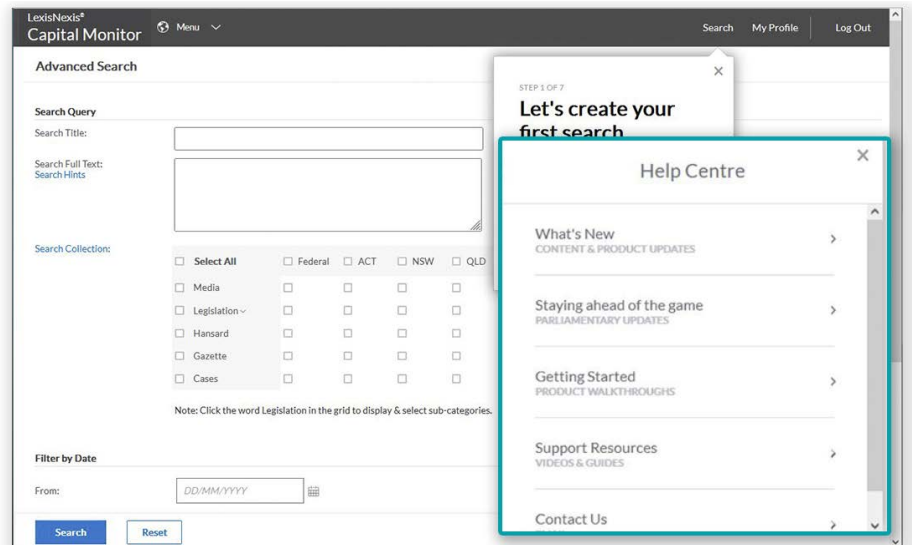 LexisNexis®
Capital Monitor
Menu
Search
My Profile
Log Out
Advanced Search
STEP 1 OF 7
Let's create your
first search
Search Query
Search Title:
Search Full Text:
Search Hints
Search Collection:
Select All
Federal
ACT
NSW
QLD
Media
Legislation
Hansard
Gazette
Cases
Note: Click the word Legislation in the grid to display & select sub-categories.
Filter by Date
From:
DD/MM/YYYY
Search
Reset
Help Centre
What's New
CONTENT & PRODUCT UPDATES
Staying ahead of the game
PARLIAMENTARY UPDATES
Getting Started
PRODUCT WALKTHROUGHS
Support Resources
VIDEOS & GUIDES
Contact Us